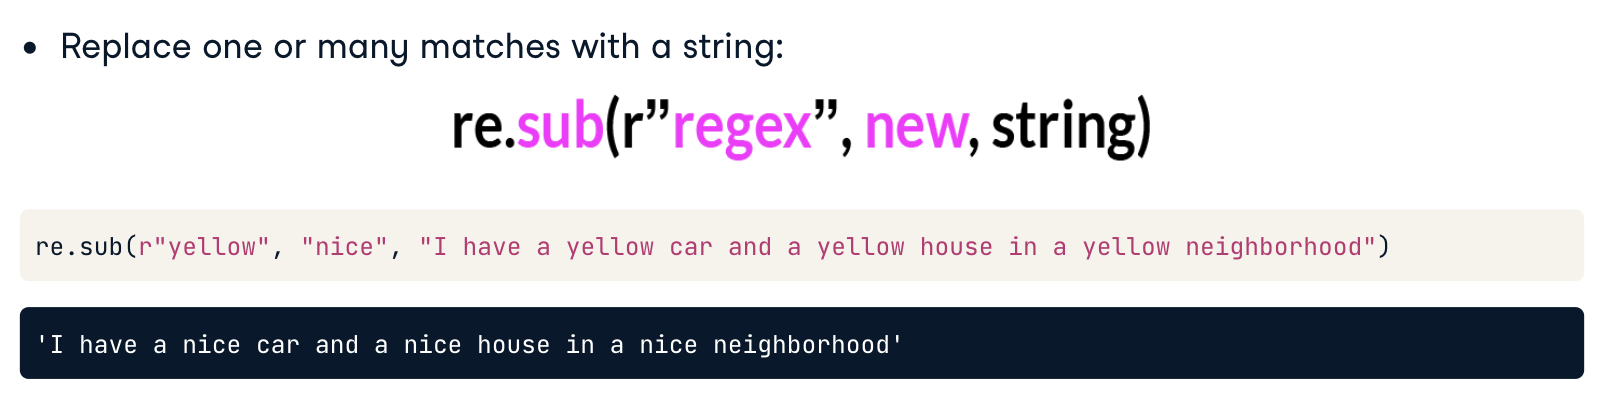 • Replace one or many matches with a string:
re.sub(r”regex”, new, string)
re.sub(r"yellow", "nice", "I have a yellow car and a yellow house in a yellow neighborhood")
'I have a nice car and a nice house in a nice neighborhood'